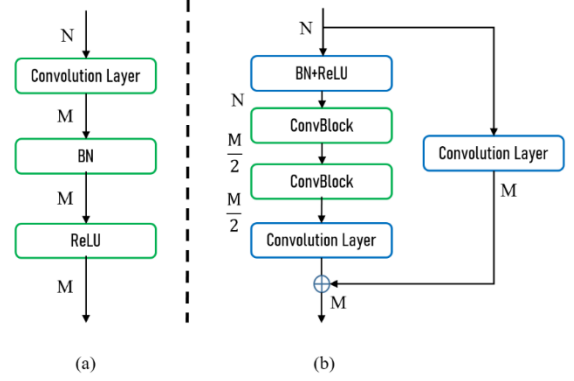 N
Convolution Layer
M
BN
M
ReLU
M
(a)
N
BN+ReLU
N
ConvBlock
M
2
ConvBlock
M
2
Convolution Layer
M
Convolution Layer
M
(b)